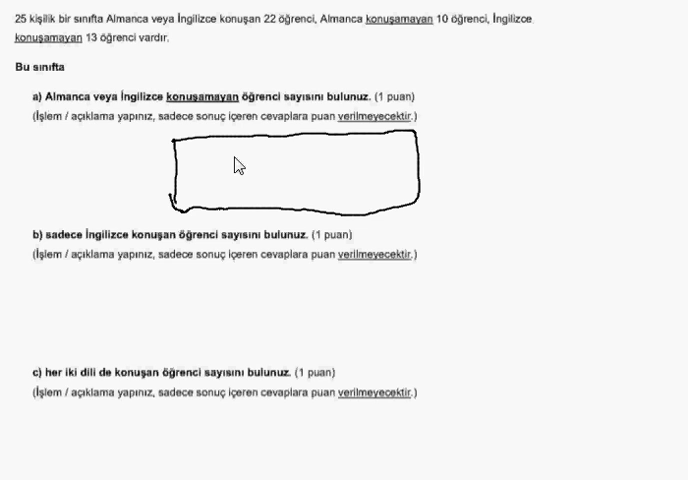 25 kişilik bir sınıfta Almanca veya İngilizce konuşan 22 öğrenci, Almanca konuşamayan 10 öğrenci, İngilizce
konuşamayan 13 öğrenci vardır.
Bu sınıfta
a) Almanca veya İngilizce konuşamayan öğrenci sayısını bulunuz. (1 puan)
(İşlem / açıklama yapınız, sadece sonuç içeren cevaplara puan verilmeyecektir.)
b) sadece İngilizce konuşan öğrenci sayısını bulunuz. (1 puan)
(İşlem / açıklama yapınız, sadece sonuç içeren cevaplara puan verilmeyecektir.)
c) her iki dili de konuşan öğrenci sayısını bulunuz. (1 puan)
(İşlem / açıklama yapınız, sadece sonuç içeren cevaplara puan verilmeyecektir.)